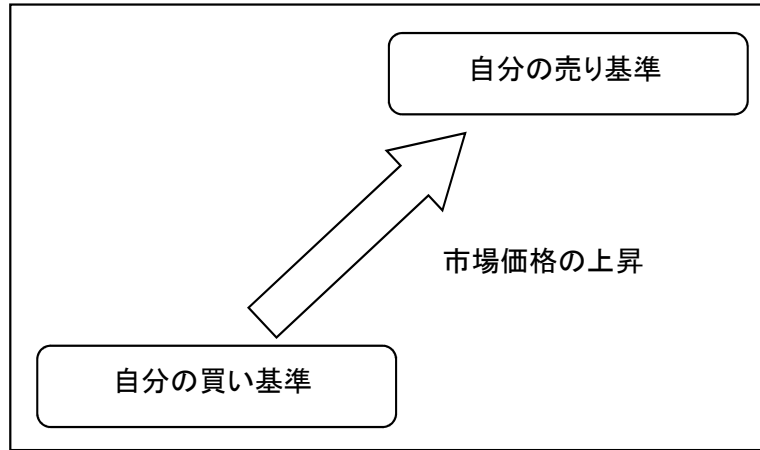 自分の売り基準
市場価格の上昇
自分の買い基準